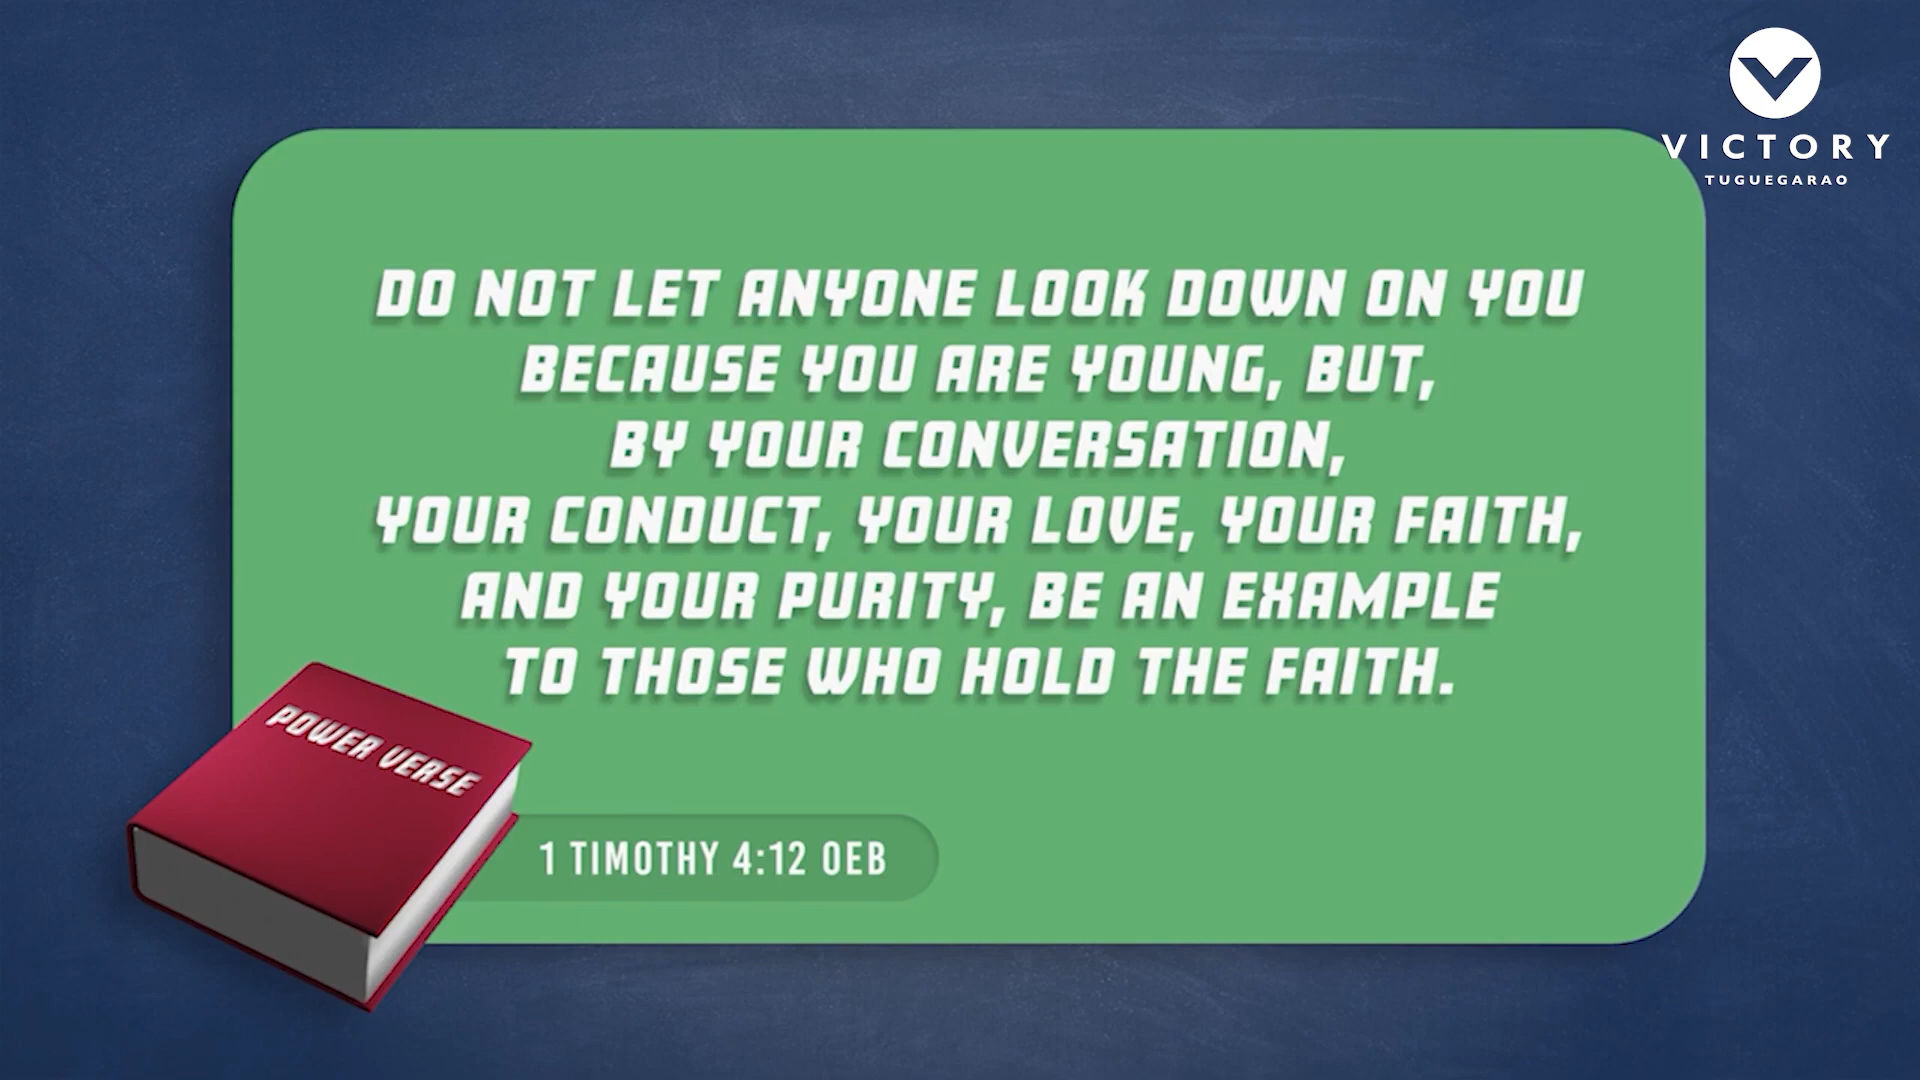 VICTORY
TUGUEGARAO
DO NOT LET ANYONE LOOK DOWN ON YOU
BECAUSE YOU ARE YOUNG, BUT,
BY YOUR CONVERSATION,
YOUR CONDUCT, YOUR LOVE, YOUR FAITH,
AND YOUR PURITY, BE AN EXAMPLE
TO THOSE WHO HOLD THE FAITH.
POWER VERSE
1 TIMOTHY 4:12 OEB